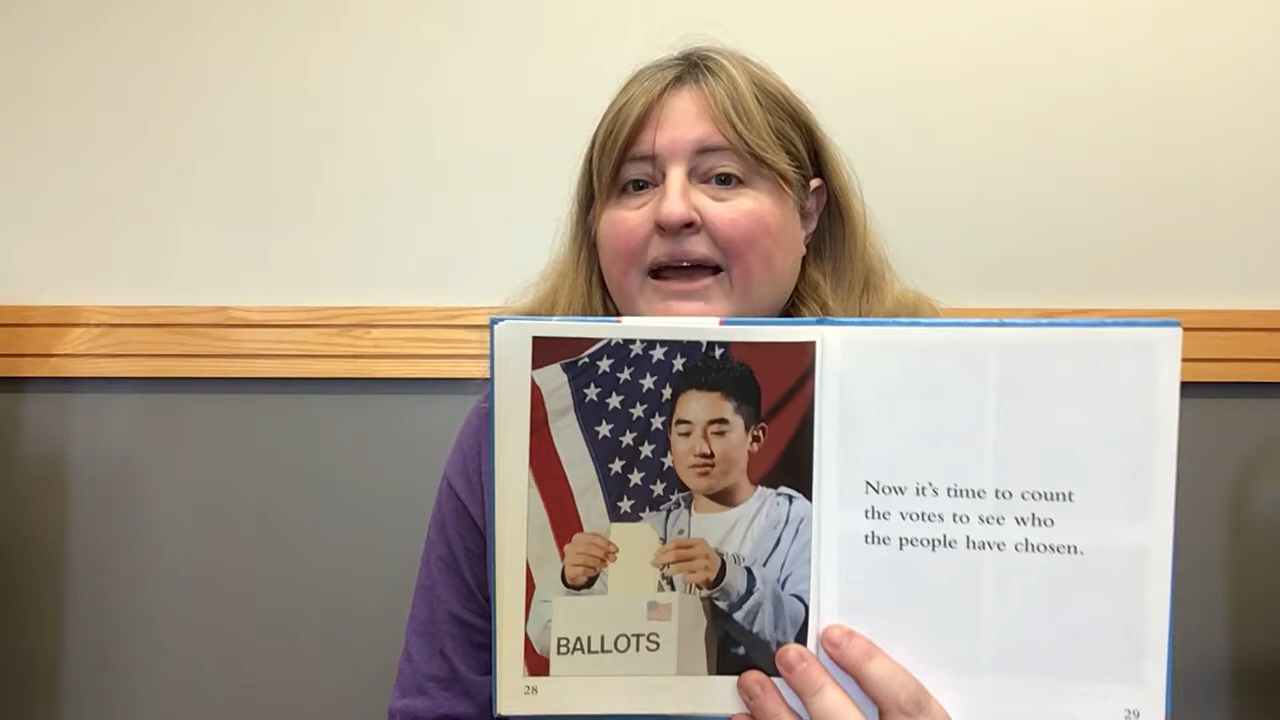 BALLOTS
28
Now it's time to count
the votes to see who
the people have chosen.
29